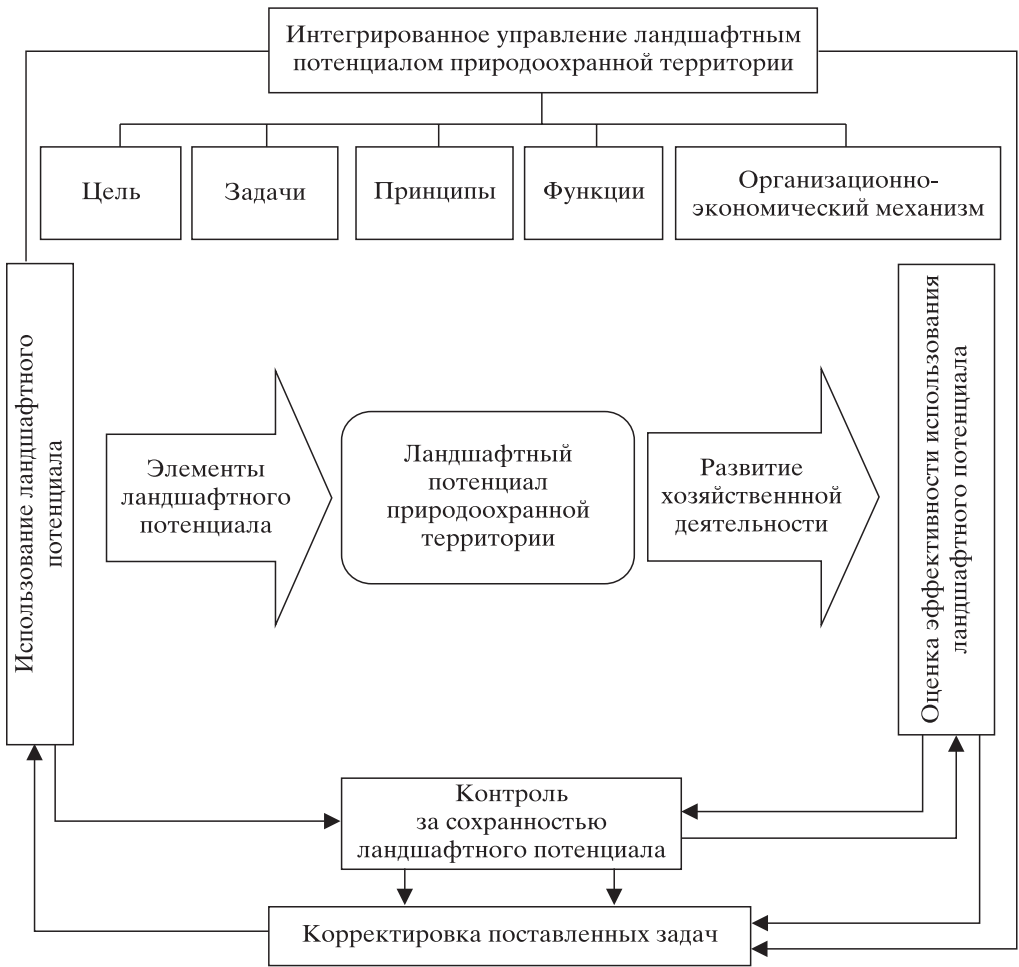 Интегрированное управление ландшафтным
потенциалом природоохранной территории
Цель
Задачи
Принципы
Функции
Организационно-
экономический механизм
Использование ландшафтного
потенциала
Элементы
ландшафтного
потенциала
Ландшафтный
потенциал
природоохранной
территории
Развитие
хозяйственнной
деятельности
Оценка эффективности использования
ландшафтного потенциала
Контроль
за сохранностью
ландшафтного потенциала
Корректировка поставленных задач